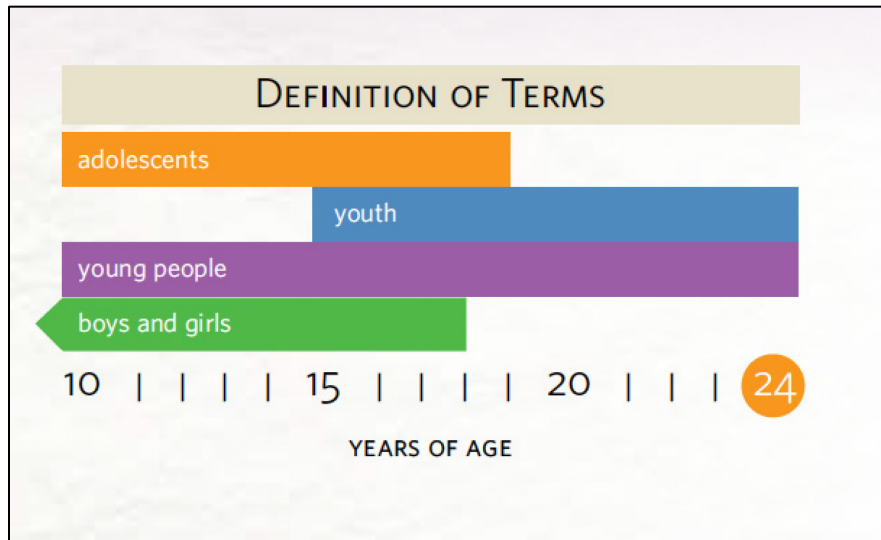 DEFINITION OF TERMS
adolescents
youth
young people
boys and girls
10 | | | | 15 | | | | 20 | | | 24
YEARS OF AGE